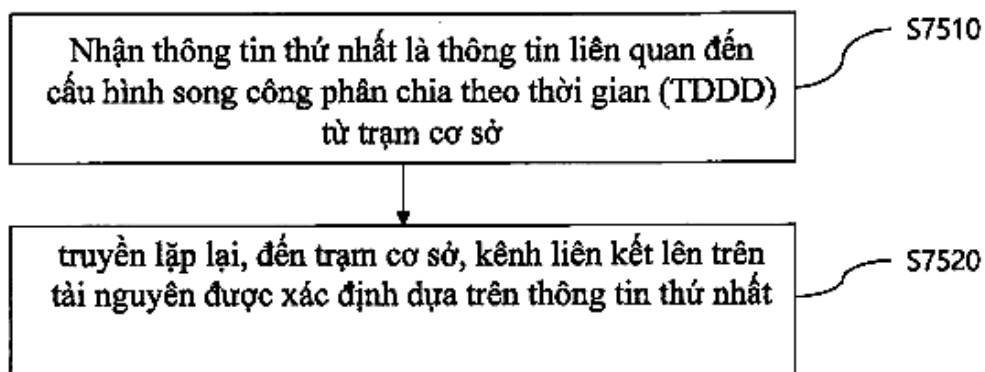 Nhận thông tin thứ nhất là thông tin liên quan đến
cấu hình song công phân chia theo thời gian (TDDD)
từ trạm cơ sở
S7510
truyền lặp lại, đến trạm cơ sở, kênh liên kết lên trên
tài nguyên được xác định dựa trên thông tin thứ nhất
S7520